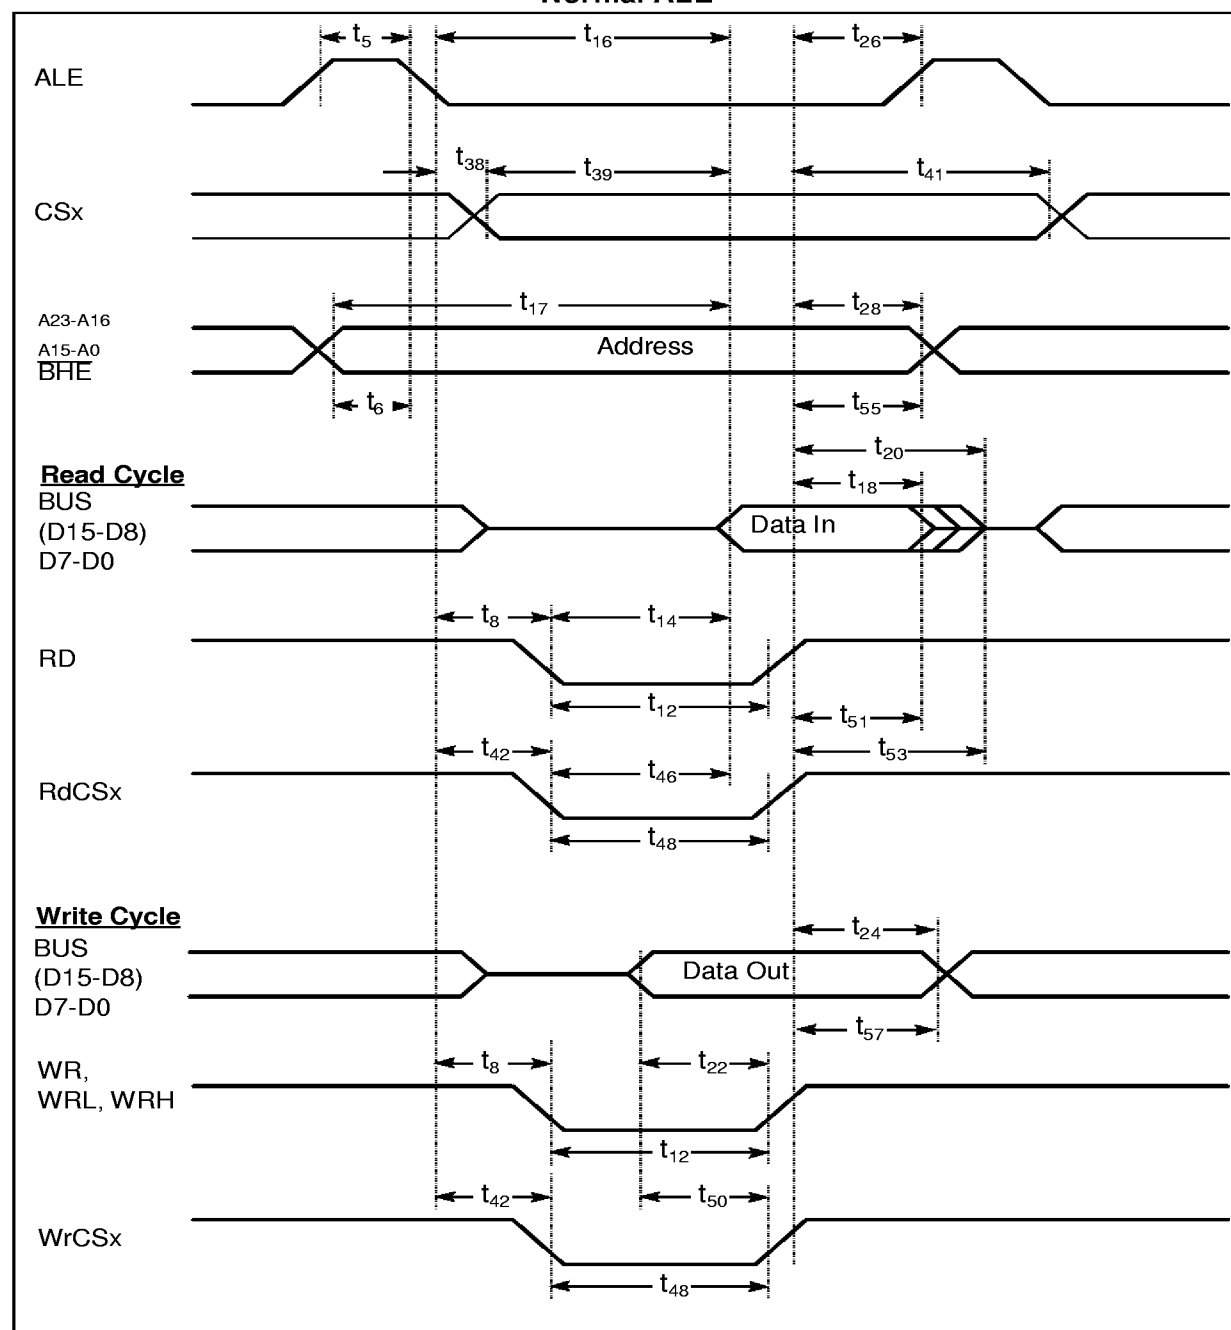 Normal ALE
t5
t16
t26
ALE
t38
t39
t41
CSx
t17
t28
A23-A16
A15-A0
BHE
Address
t6
t55
t20
t18
Read Cycle
BUS
(D15-D8)
D7-D0
Data In
t8
t14
RD
t12
t51
t42
t46
t53
RdCSx
t48
Write Cycle
BUS
(D15-D8)
D7-D0
t24
Data Out
t57
t8
t22
WR,
WRL, WRH
t12
t42
t50
WrCSx
t48